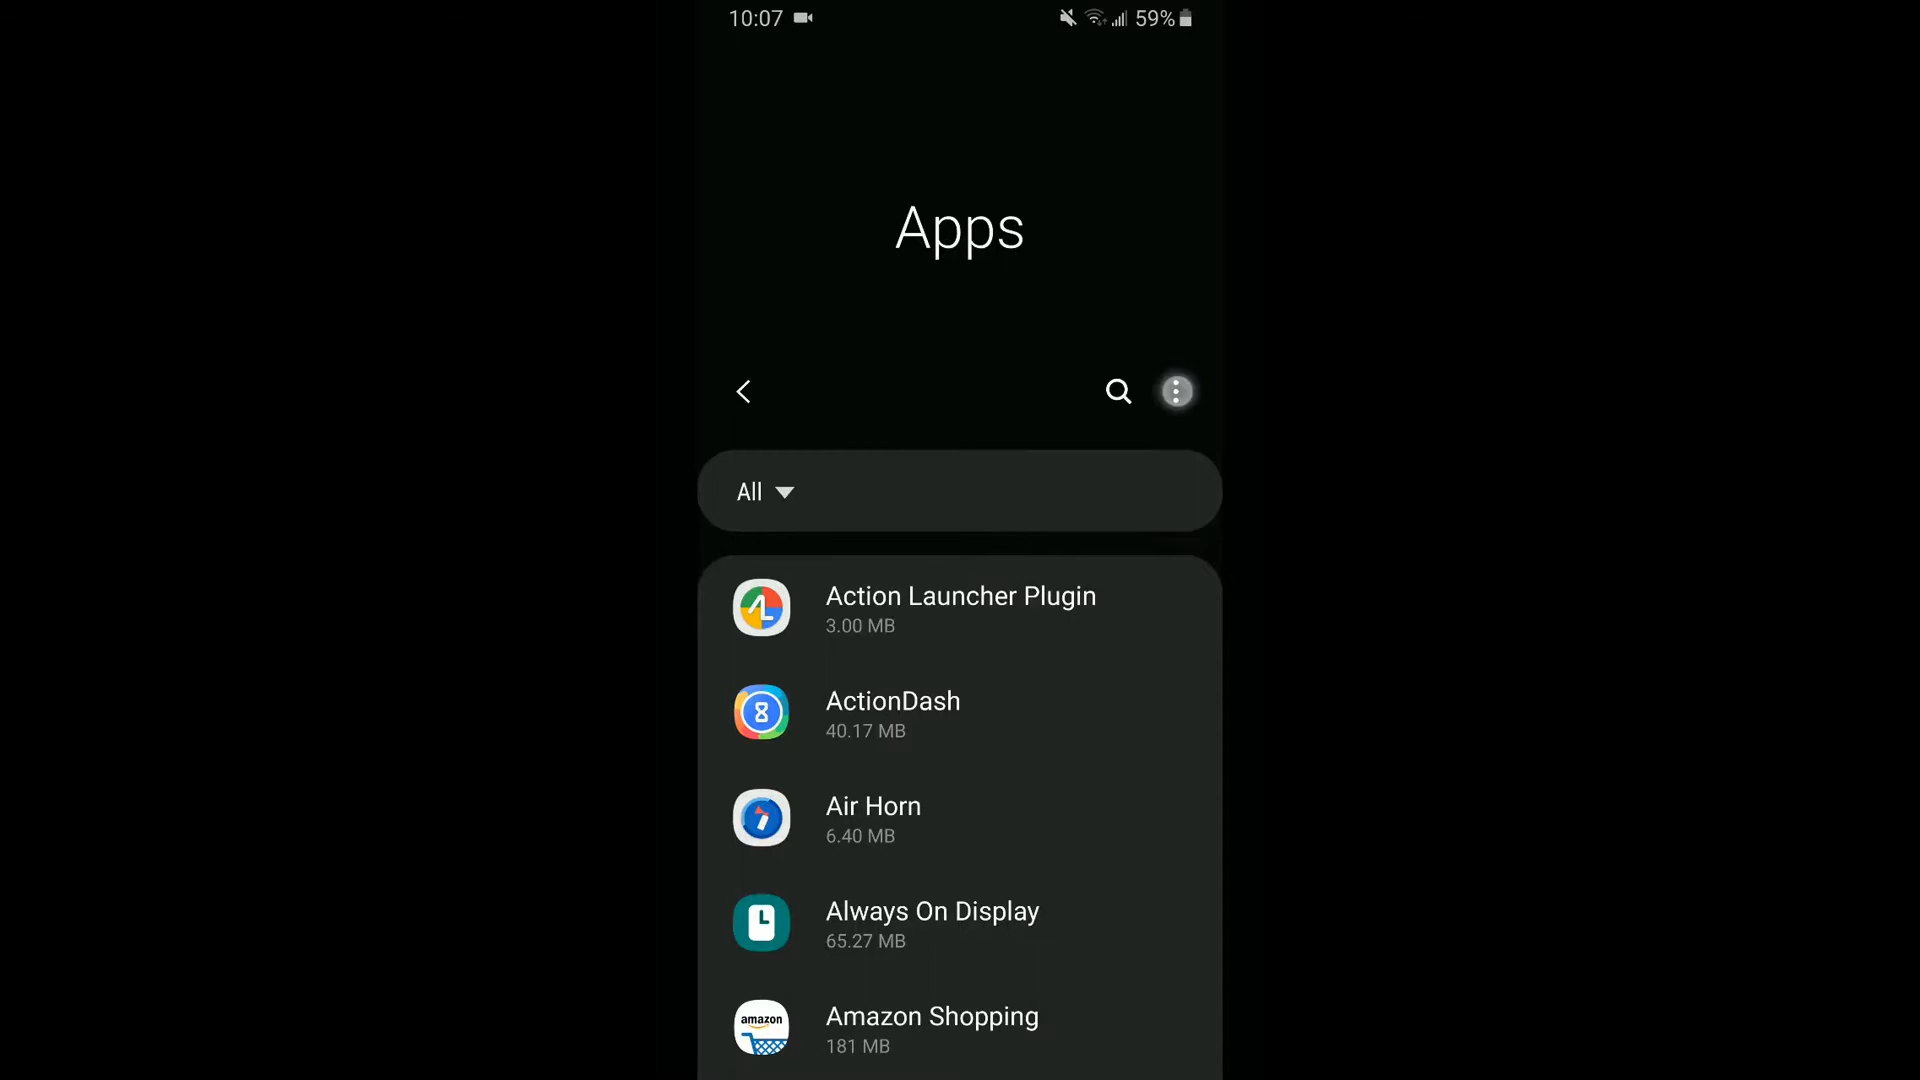 10:07 59%
Apps
All
Action Launcher Plugin
3.00 MB
ActionDash
40.17 MB
Air Horn
6.40 MB
Always On Display
65.27 MB
amazon
Amazon Shopping
181 MB